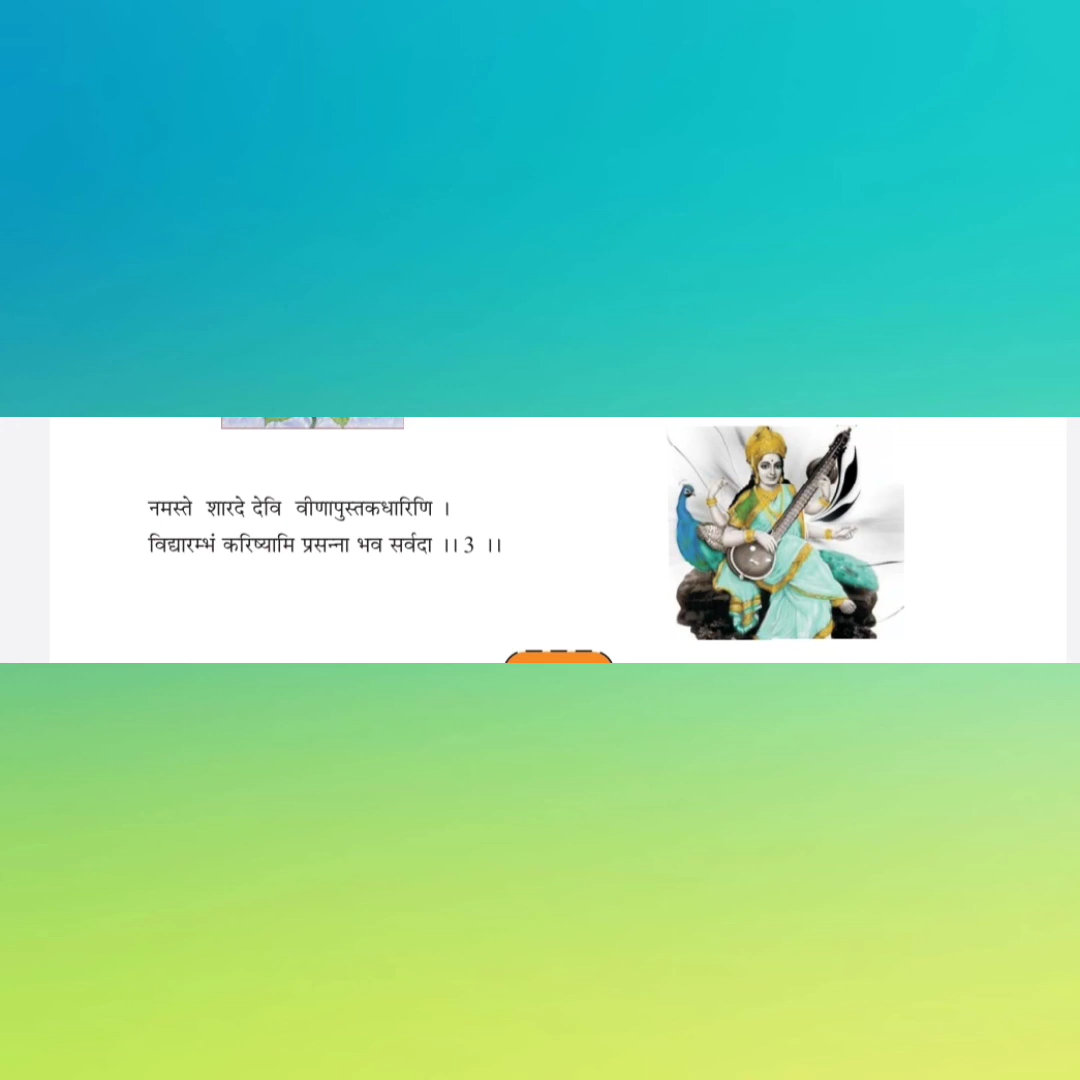 नमस्ते शारदे देवि वीणापुस्तकधारिणि ।
विद्यारम्भं करिष्यामि प्रसन्ना भव सर्वदा ।। 3 ।।